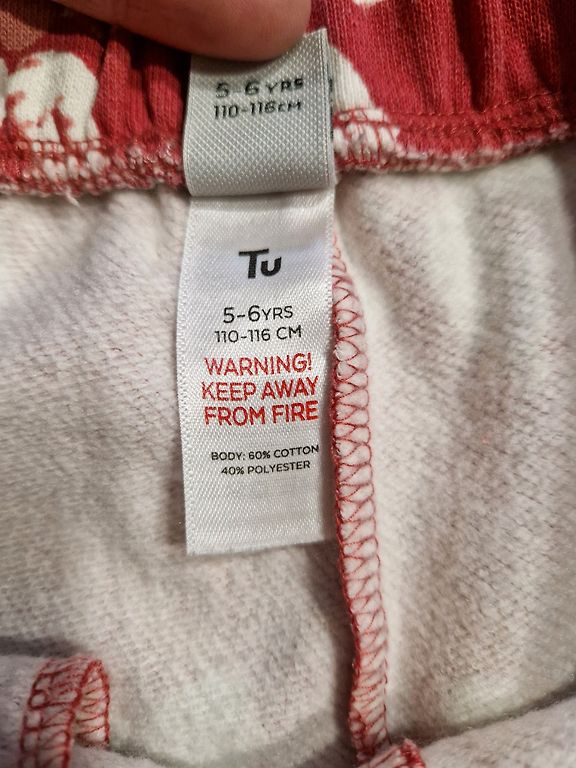 5-6 YRS
110-116CM
Tu
5-6YRS
110-116 CM
WARNING!
KEEP AWAY
FROM FIRE
BODY: 60% COTTON
40% POLYESTER